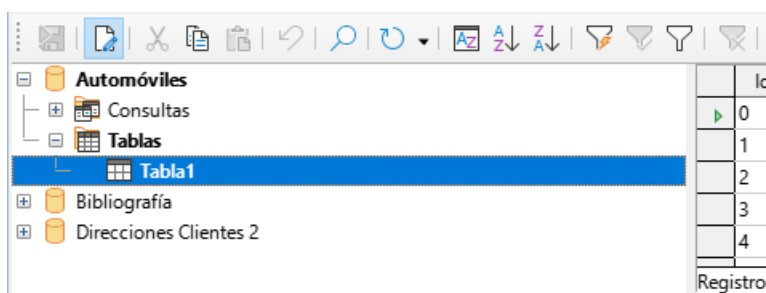 Automóviles
Consultas
Tablas
Tabla1
Bibliografía
Direcciones Clientes 2
0
1
2
3
4
Registro